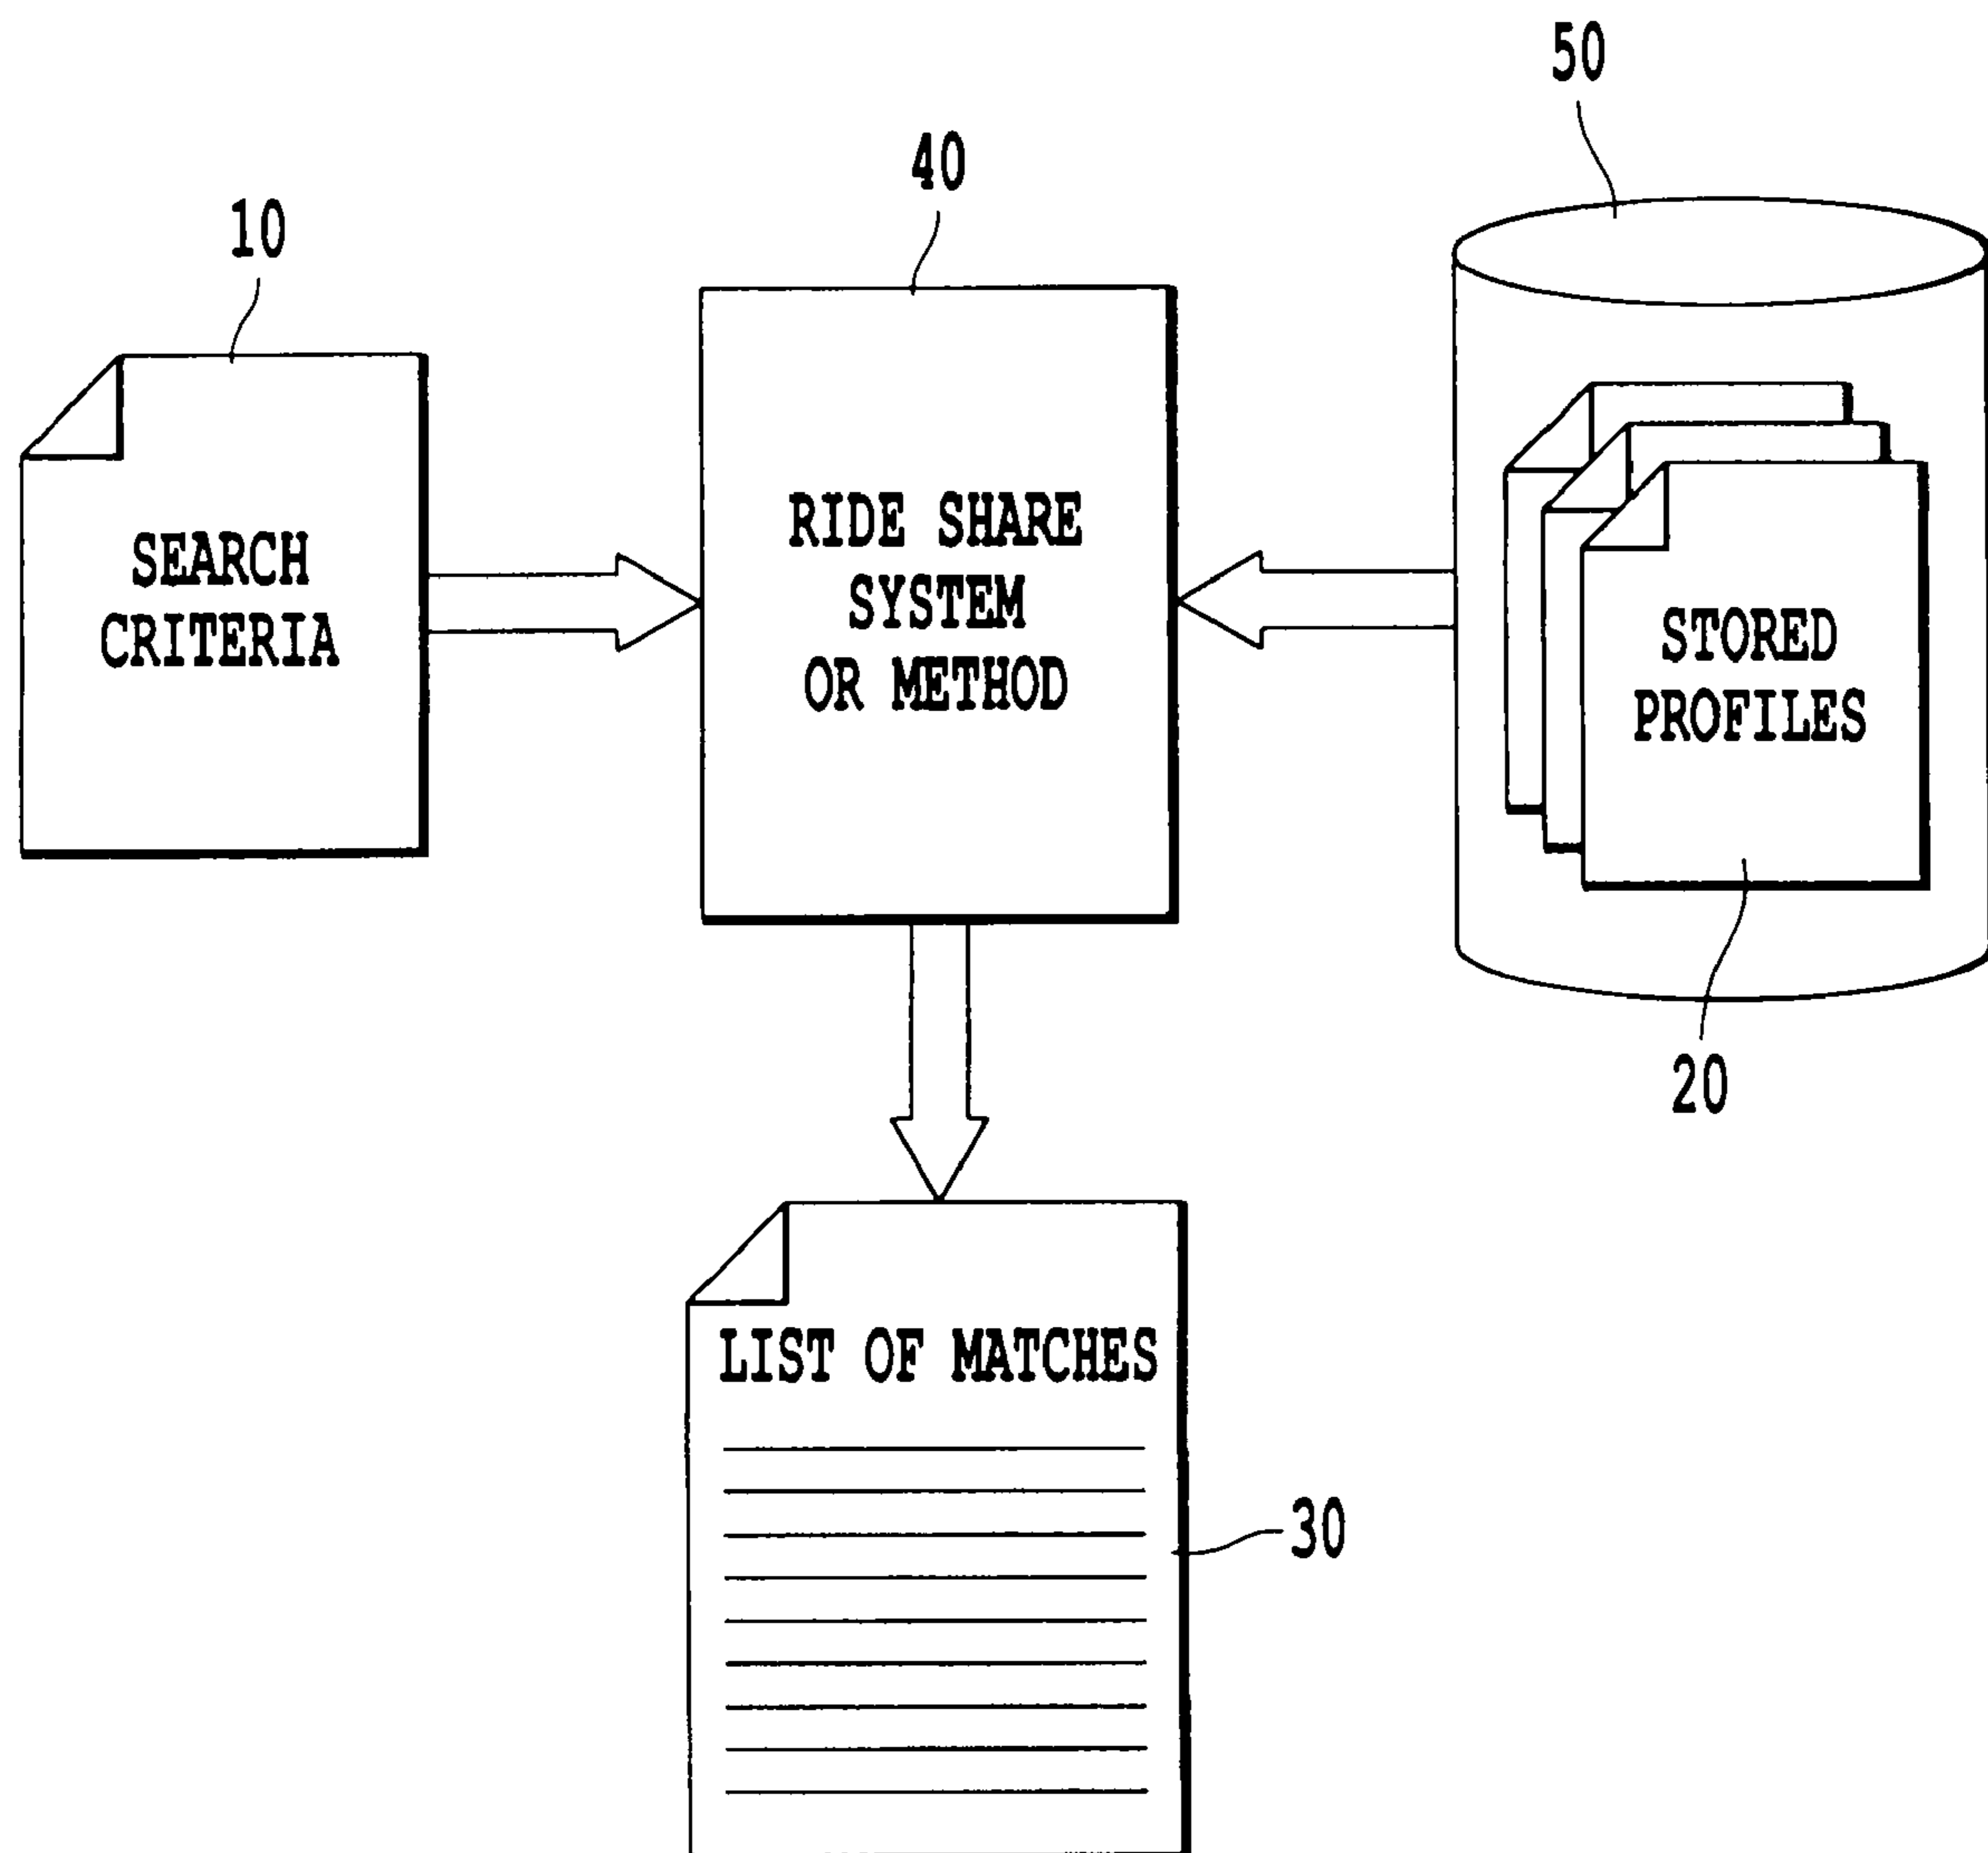 50
40
10
SEARCH
CRITERIA
RIDE SHARE
SYSTEM
OR METHOD
STORED
PROFILES
20
LIST OF MATCHES
30